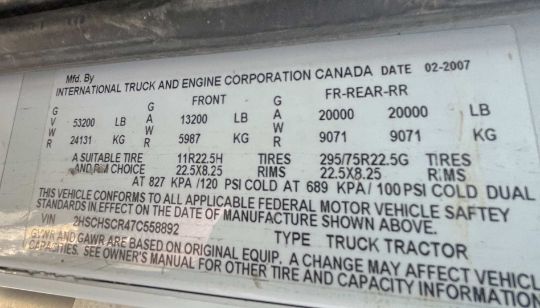 Mfd. By
INTERNATIONAL TRUCK AND ENGINE CORPORATION CANADA DATE 02-2007
G V W R G A W R FRONT G A W R FR-REAR-RR
53200 LB 13200 LB 20000 20000 LB
24131 KG 5987 KG 9071 9071 KG
A SUITABLE TIRE 11R22.5H TIRES 295/75R22.5G TIRES
AND RIM CHOICE 22.5X8.25 RIMS 22.5X8.25 RIMS
AT 827 KPA /120 PSI COLD AT 689 KPA/ 100 PSI COLD DUAL
THIS VEHICLE CONFORMS TO ALL APPLICABLE FEDERAL MOTOR VEHICLE SAFTEY
STANDARDS IN EFFECT ON THE DATE OF MANUFACTURE SHOWN ABOVE.
VIN 2HSCHSCR47C558892 TYPE TRUCK TRACTOR
GVWR AND GAWR ARE BASED ON ORIGINAL EQUIP. A CHANGE MAY AFFECT VEHICL
CAPACITIES. SEE OWNER'S MANUAL FOR OTHER TIRE AND CAPACITY INFORMATION